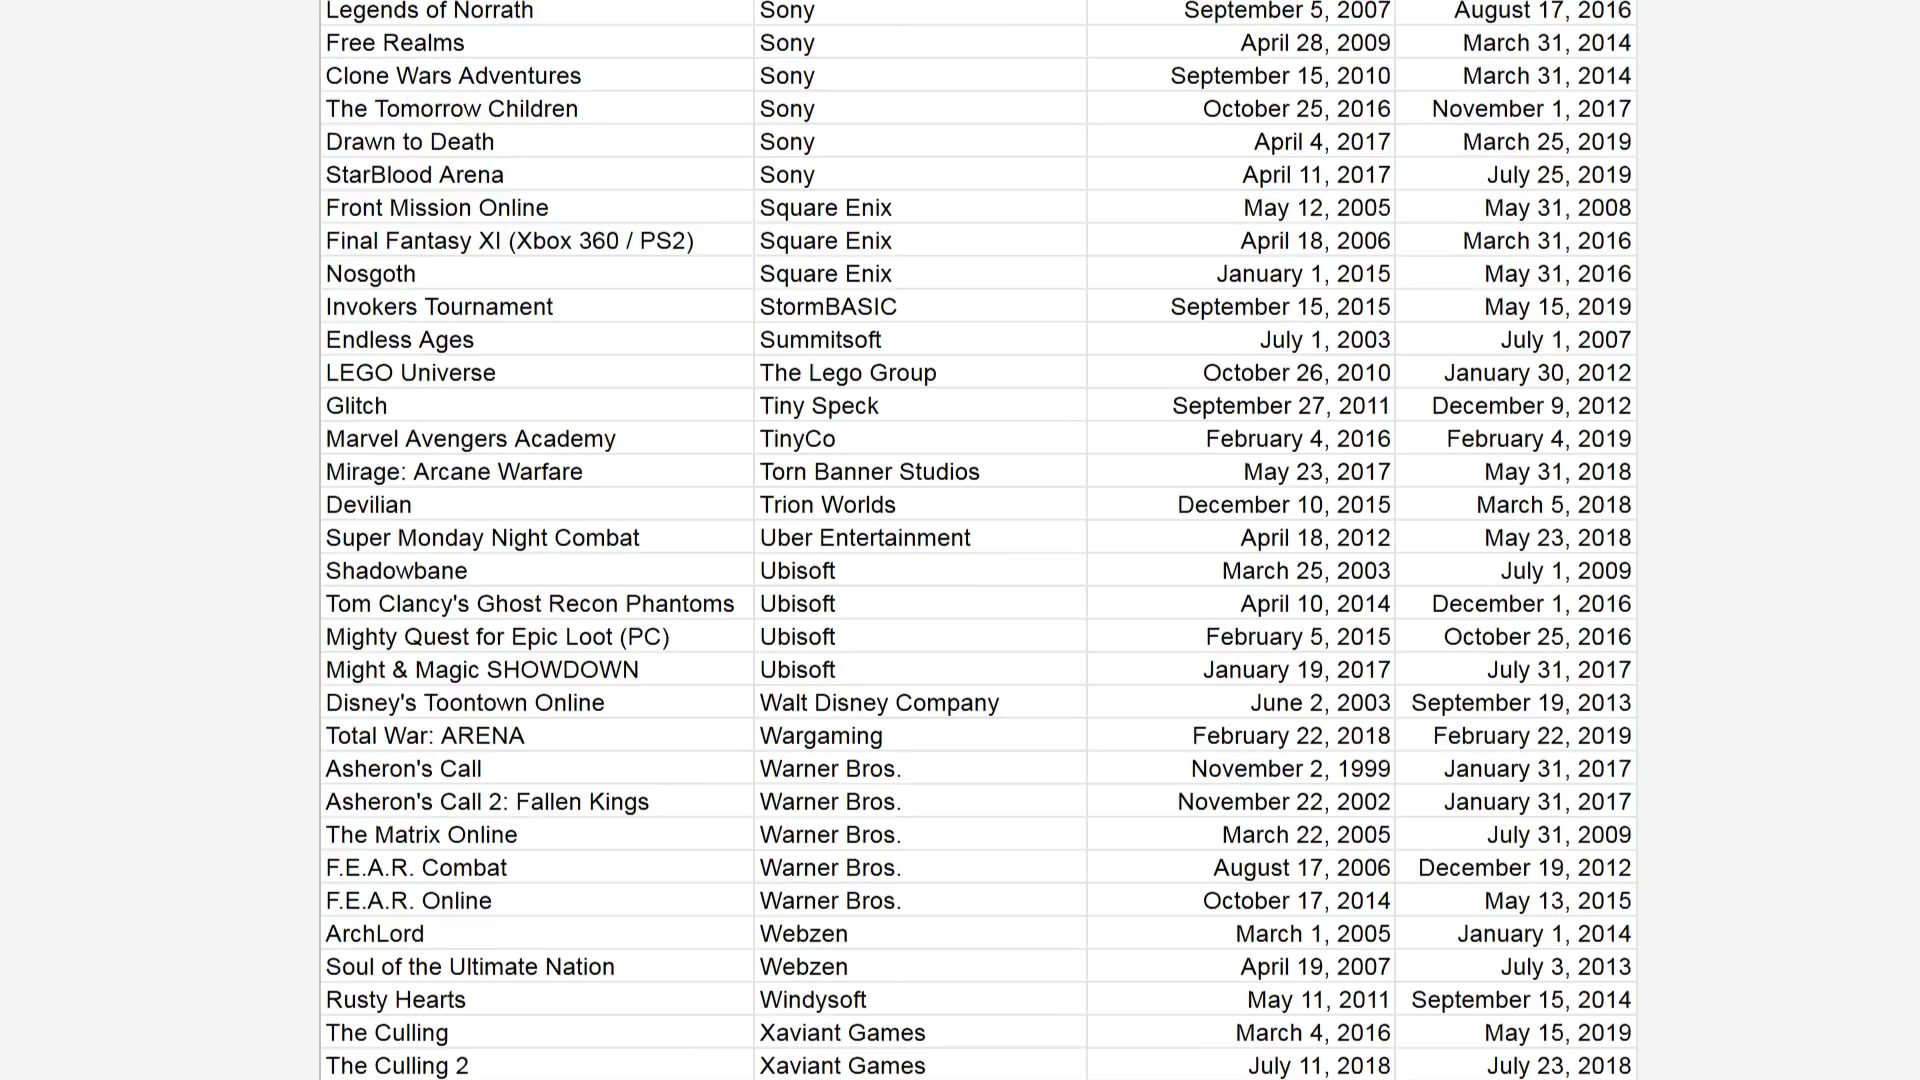 Legends of Norrath Sony September 5, 2007 August 17, 2016
Free Realms Sony April 28, 2009 March 31, 2014
Clone Wars Adventures Sony September 15, 2010 March 31, 2014
The Tomorrow Children Sony October 25, 2016 November 1, 2017
Drawn to Death Sony April 4, 2017 March 25, 2019
StarBlood Arena Sony April 11, 2017 July 25, 2019
Front Mission Online Square Enix May 12, 2005 May 31, 2008
Final Fantasy XI (Xbox 360 / PS2) Square Enix April 18, 2006 March 31, 2016
Nosgoth Square Enix January 1, 2015 May 31, 2016
Invokers Tournament StormBASIC September 15, 2015 May 15, 2019
Endless Ages Summitsoft July 1, 2003 July 1, 2007
LEGO Universe The Lego Group October 26, 2010 January 30, 2012
Glitch Tiny Speck September 27, 2011 December 9, 2012
Marvel Avengers Academy TinyCo February 4, 2016 February 4, 2019
Mirage: Arcane Warfare Torn Banner Studios May 23, 2017 May 31, 2018
Devilian Trion Worlds December 10, 2015 March 5, 2018
Super Monday Night Combat Uber Entertainment April 18, 2012 May 23, 2018
Shadowbane Ubisoft March 25, 2003 July 1, 2009
Tom Clancy's Ghost Recon Phantoms Ubisoft April 10, 2014 December 1, 2016
Mighty Quest for Epic Loot (PC) Ubisoft February 5, 2015 October 25, 2016
Might & Magic SHOWDOWN Ubisoft January 19, 2017 July 31, 2017
Disney's Toontown Online Walt Disney Company June 2, 2003 September 19, 2013
Total War: ARENA Wargaming February 22, 2018 February 22, 2019
Asheron's Call Warner Bros. November 2, 1999 January 31, 2017
Asheron's Call 2: Fallen Kings Warner Bros. November 22, 2002 January 31, 2017
The Matrix Online Warner Bros. March 22, 2005 July 31, 2009
F.E.A.R. Combat Warner Bros. August 17, 2006 December 19, 2012
F.E.A.R. Online Warner Bros. October 17, 2014 May 13, 2015
ArchLord Webzen March 1, 2005 January 1, 2014
Soul of the Ultimate Nation Webzen April 19, 2007 July 3, 2013
Rusty Hearts Windysoft May 11, 2011 September 15, 2014
The Culling Xaviant Games March 4, 2016 May 15, 2019
The Culling 2 Xaviant Games July 11, 2018 July 23, 2018